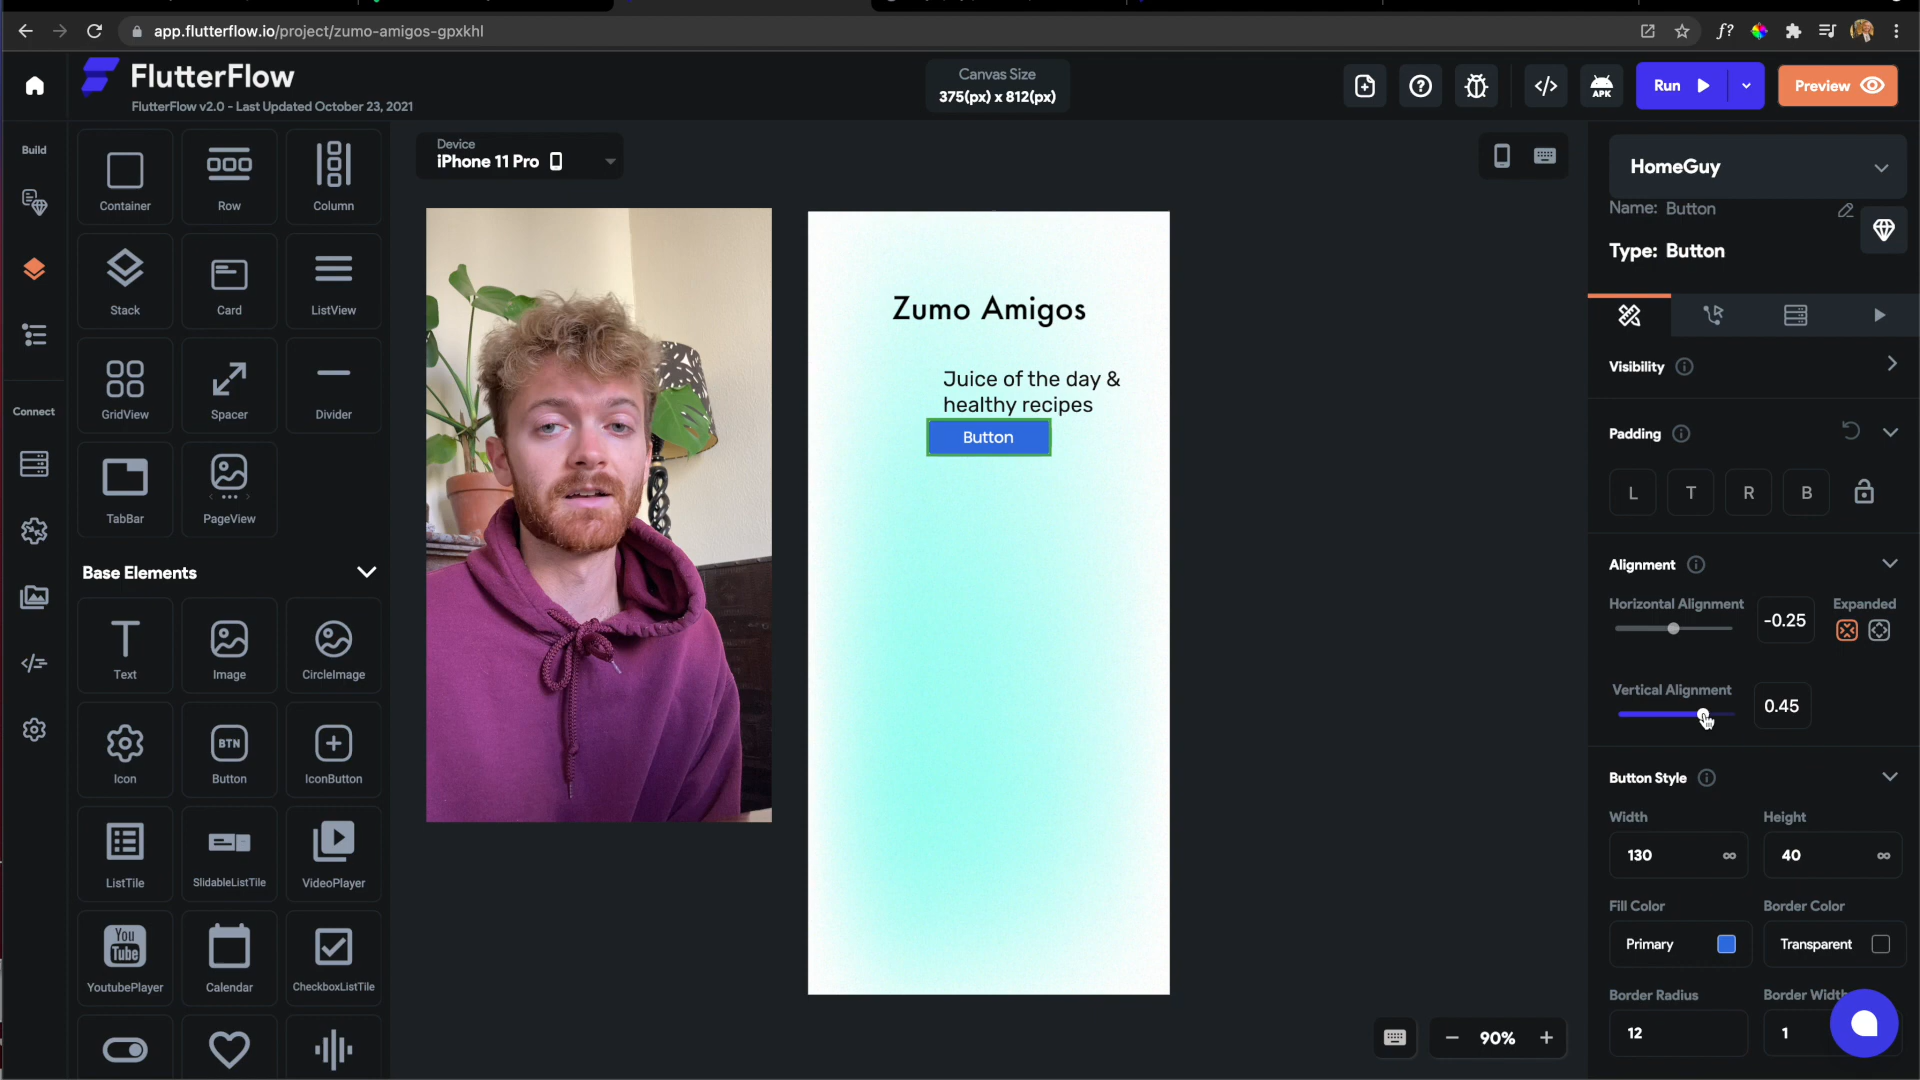 app.flutterflow.io/project/zumo-amigos-gpxkhl
f?
FlutterFlow
FlutterFlow v2.0 - Last Updated October 23, 2021
Canvas Size
375(px) x 812(px)
APK
Run
Preview
Build
Connect
Container
Row
Column
Stack
Card
ListView
GridView
Spacer
Divider
TabBar
PageView
Base Elements
Text
Image
CircleImage
Icon
BTN
Button
IconButton
ListTile
SlidableListTile
VideoPlayer
You
Tube
YoutubePlayer
Calendar
CheckboxListTile
Device
iPhone 11 Pro
Zumo Amigos
Juice of the day &
healthy recipes
Button
90%
HomeGuy
Name: Button
Type: Button
Visibility
Padding
L T R B
Alignment
Horizontal Alignment
-0.25
Expanded
Vertical Alignment
0.45
Button Style
Width
Height
130
40
Fill Color
Border Color
Primary
Transparent
Border Radius
Border Width
12
1